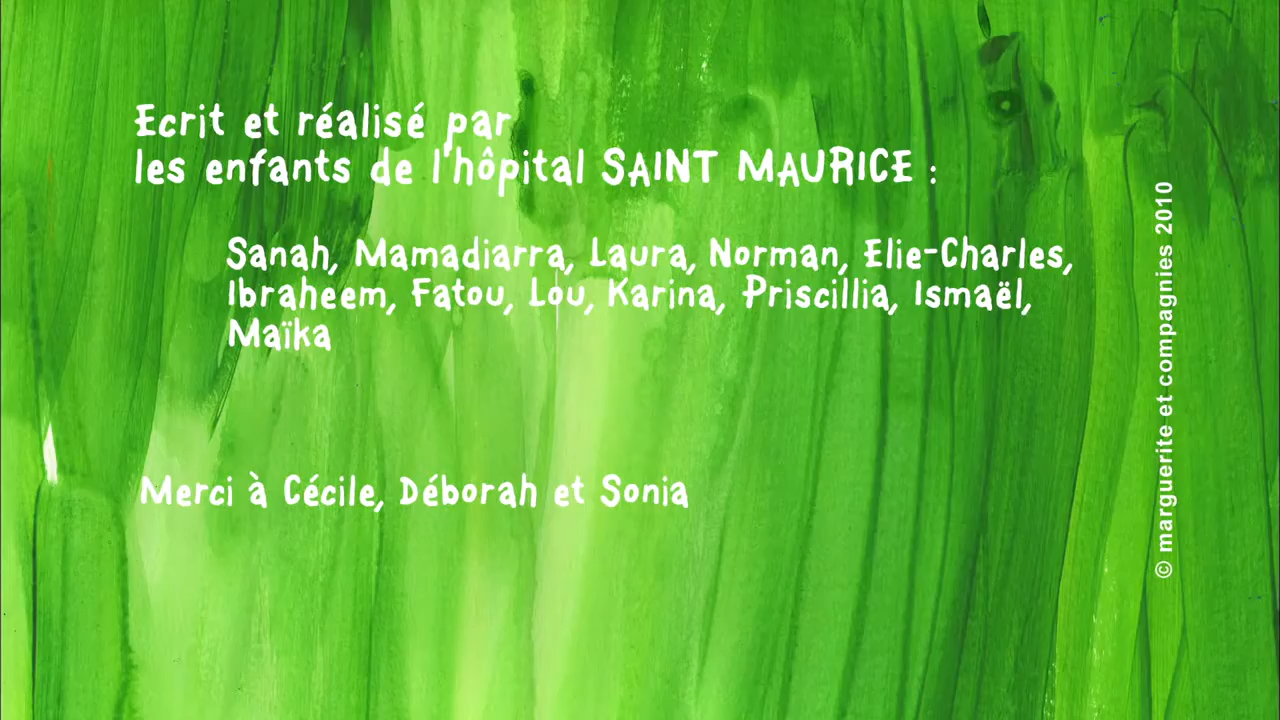 Ecrit et réalisé par
les enfants de l'hôpital SAINT MAURICE :
Sanah, Mamadiarra, Laura, Norman, Elie-Charles,
Ibraheem, Fatou, Lou, Karina, Priscillia, Ismaël,
Maïka
Merci à Cécile, Déborah et Sonia
© marguerite et compagnies 2010